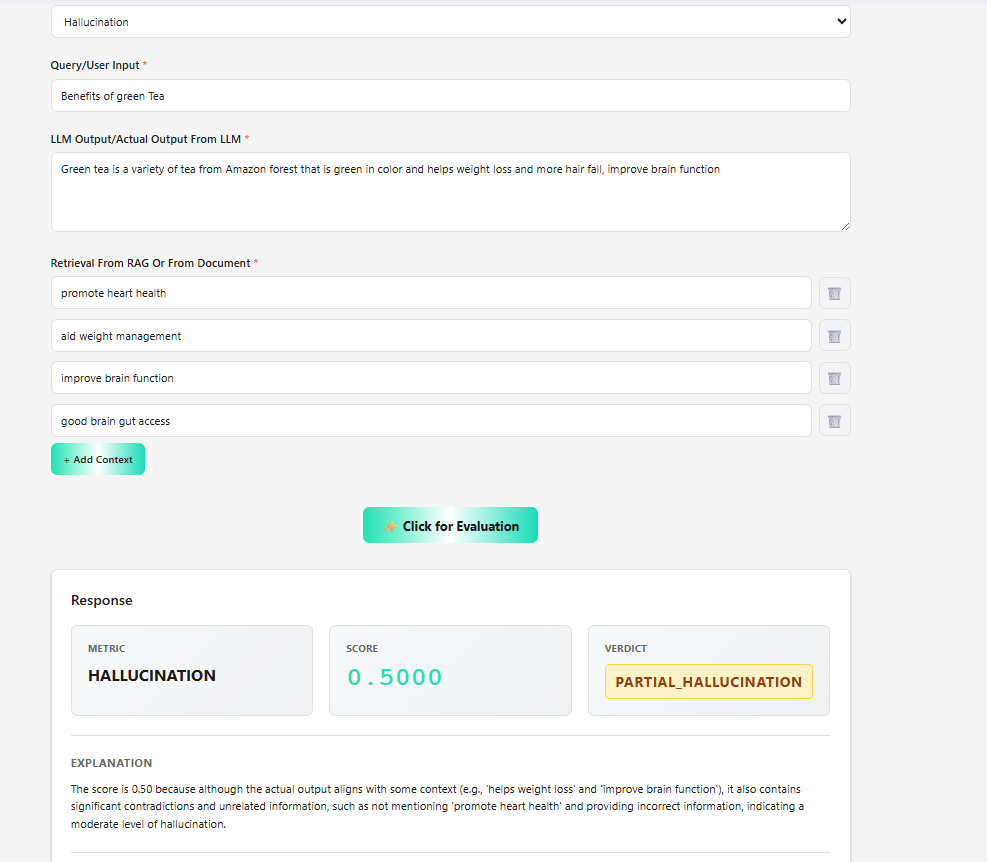 Hallucination
Query/User Input *
Benefits of green Tea
LLM Output/Actual Output From LLM *
Green tea is a variety of tea from Amazon forest that is green in color and helps weight loss and more hair fall, improve brain function
Retrieval From RAG Or From Document *
promote heart health
aid weight management
improve brain function
good brain gut access
+ Add Context
✨ Click for Evaluation
Response
METRIC
HALLUCINATION
SCORE
0.5000
VERDICT
PARTIAL_HALLUCINATION
EXPLANATION
The score is 0.50 because although the actual output aligns with some context (e.g., 'helps weight loss' and 'improve brain function'), it also contains
significant contradictions and unrelated information, such as not mentioning 'promote heart health' and providing incorrect information, indicating a
moderate level of hallucination.